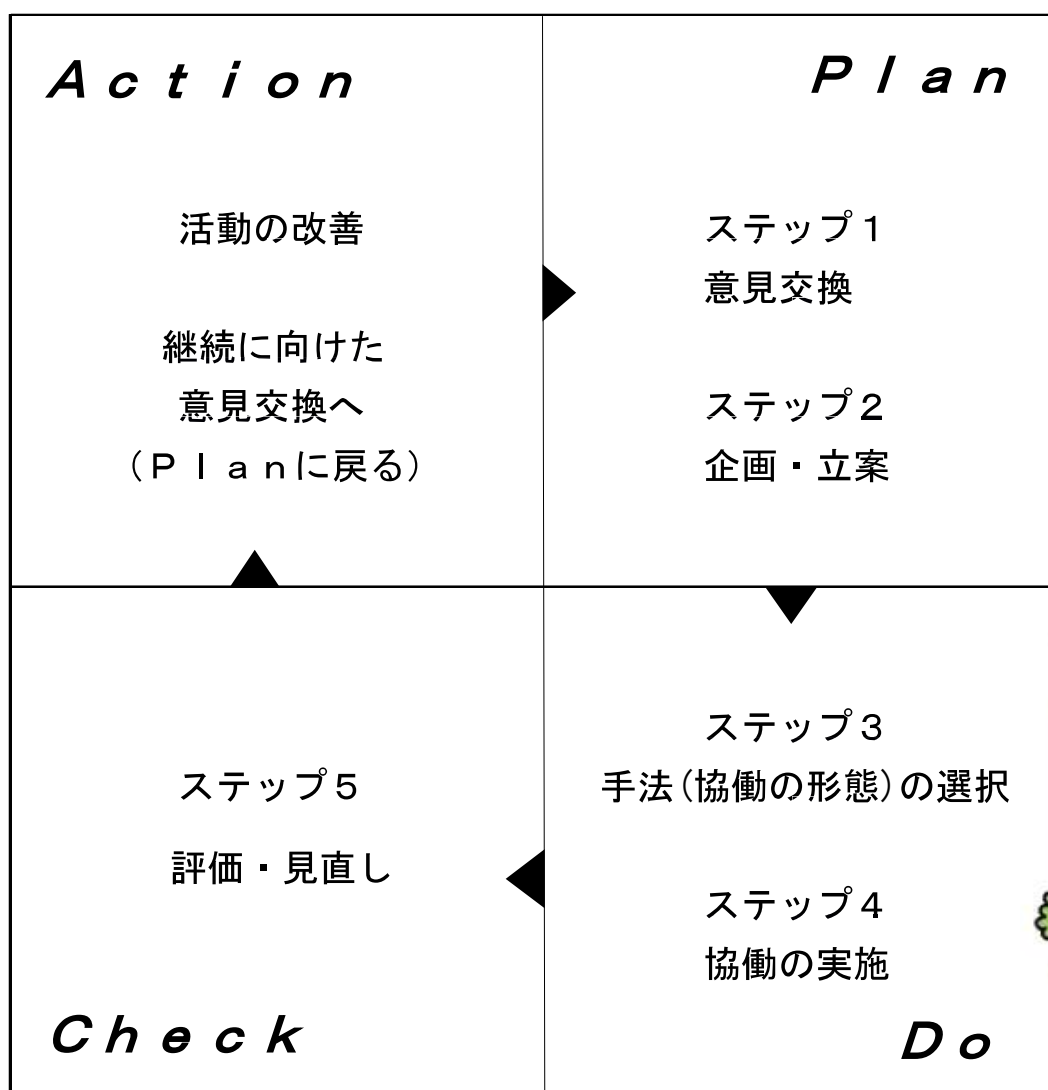 Action
活動の改善
継続に向けた
意見交換へ
（Planに戻る）
Plan
ステップ１
意見交換
ステップ２
企画・立案
ステップ３
手法（協働の形態）の選択
ステップ４
協働の実施
Do
ステップ５
評価・見直し
Check